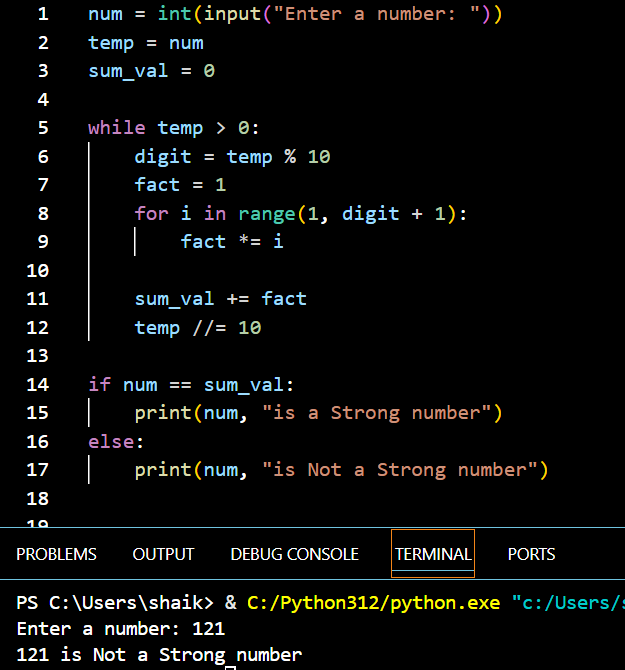 1 num = int(input("Enter a number: "))
2 temp = num
3 sum_val = 0
4
5 while temp > 0:
6     digit = temp % 10
7     fact = 1
8     for i in range(1, digit + 1):
9         fact *= i
10
11     sum_val += fact
12     temp //= 10
13
14 if num == sum_val:
15     print(num, "is a Strong number")
16 else:
17     print(num, "is Not a Strong number")
18
19
PROBLEMS OUTPUT DEBUG CONSOLE TERMINAL PORTS
PS C:\Users\shaik> & C:/Python312/python.exe "c:/Users/s
Enter a number: 121
121 is Not a Strong number